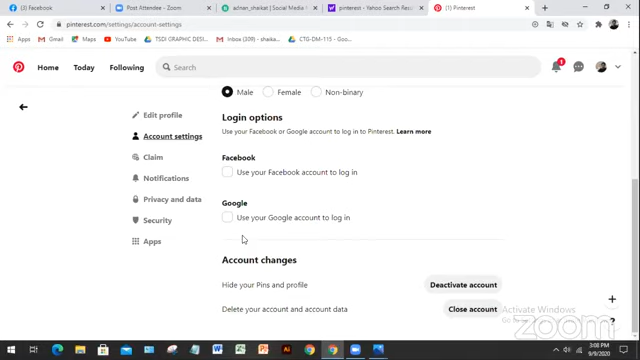 (3) Facebook
Post Attendee - Zoom
adnan_shaikat | Social Media M
pinterest - Yahoo Search Resu
(1) Pinterest
pinterest.com/settings/account-settings
Apps
Gmail
Maps
YouTube
TSDI GRAPHIC DESI
Inbox (309) - shaika
CTG-DM-115 - Goo
Home
Today
Following
Search
1
Male
Female
Non-binary
Edit profile
Account settings
Claim
Notifications
Privacy and data
Security
Apps
Login options
Use your Facebook or Google account to log in to Pinterest. Learn more
Facebook
Use your Facebook account to log in
Google
Use your Google account to log in
Account changes
Hide your Pins and profile
Deactivate account
Delete your account and account data
Close account
Activate Windows
zoom
3:08 PM
9/9/2020